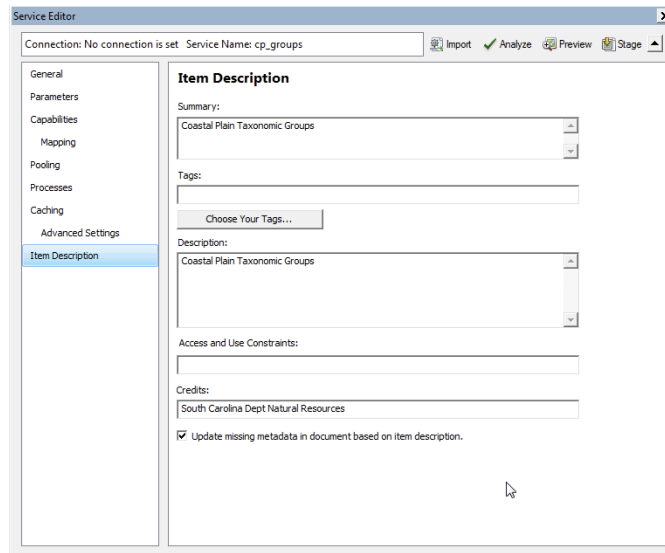 Service Editor
Connection: No connection is set Service Name: cp_groups
Import
Analyze
Preview
Stage
General
Parameters
Capabilities
Mapping
Pooling
Processes
Caching
Advanced Settings
Item Description
Item Description
Summary:
Coastal Plain Taxonomic Groups
Tags:
Choose Your Tags...
Description:
Coastal Plain Taxonomic Groups
Access and Use Constraints:
Credits:
South Carolina Dept Natural Resources
Update missing metadata in document based on item description.